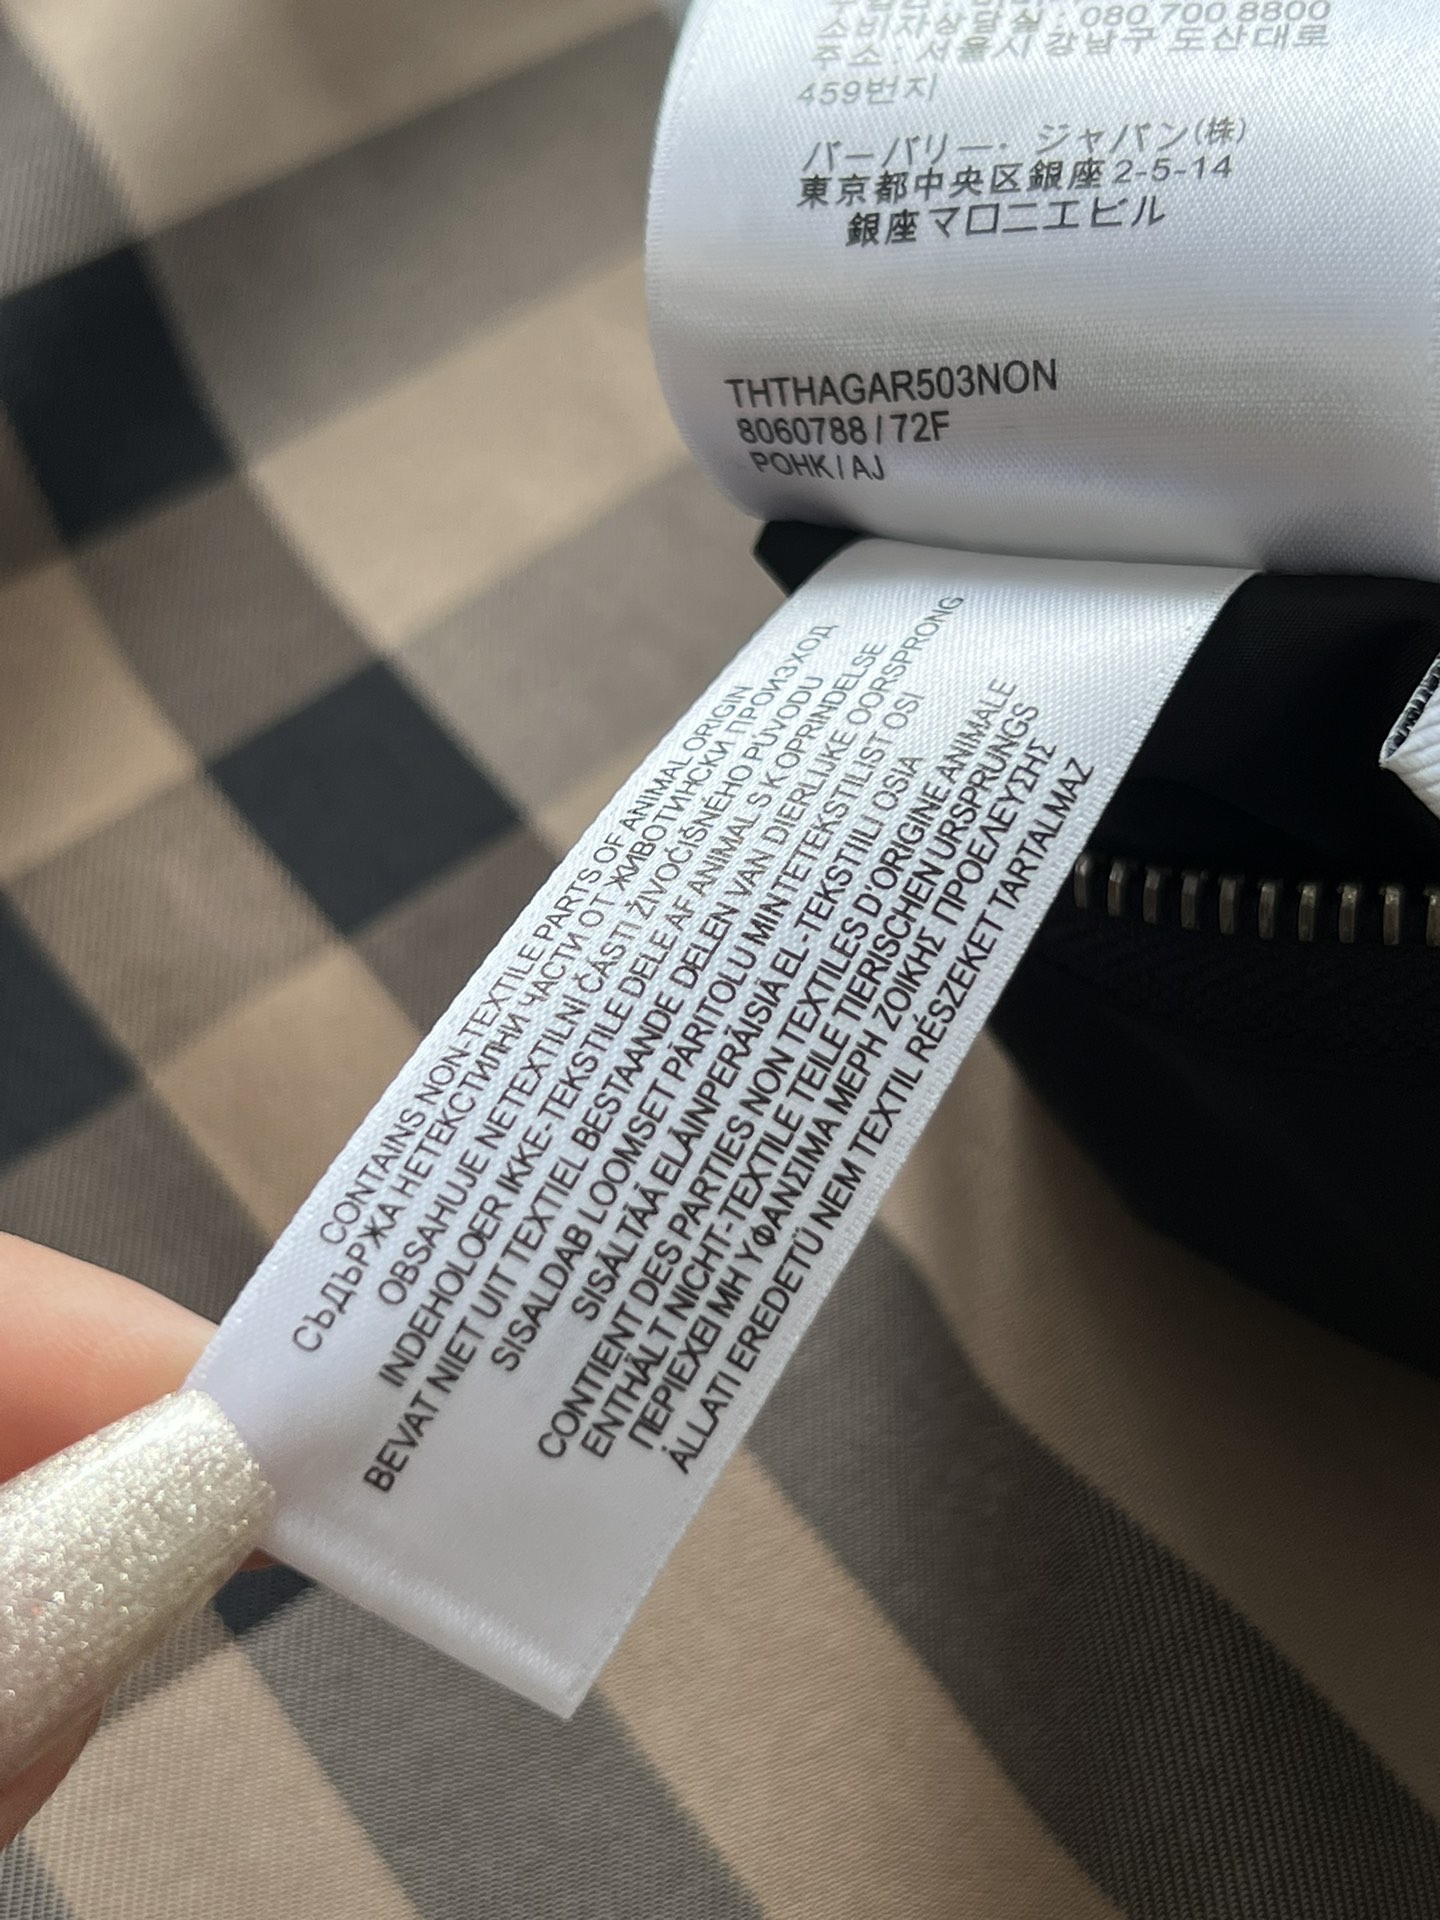 소비자상담실 : 080 700 8800
주소 : 서울시 강남구 도산대로
459번지
バーバリー・ジャパン(株)
東京都中央区銀座2-5-14
銀座マロニエビル
THTHAGAR503NON
8060788 / 72F
POHK / AJ
CONTAINS NON-TEXTILE PARTS OF ANIMAL ORIGIN
СЪДЪРЖА НЕТЕКСТИЛНИ ЧАСТИ ОТ ЖИВОТИНСКИ ПРОИЗХОД
OBSAHUJE NETEXTILNÍ ČÁSTI ŽIVOČIŠNÉHO PŮVODU
INDEHOLOER IKKE-TEKSTILE DELE AF ANIMAL S K OPRINDELSE
BEVAT NIET UIT TEXTIEL BESTAANDE DELEN VAN DIERLIJKE OORSPRONG
SISALDAB LOOMSET PÄRITOLU MINTETEKSTILIST OSI
SISÄLTÄÄ ELÄINPERÄISIÄ EL -TEKSTIILI OSIA
CONTIENT DES PARTIES NON TEXTILES D'ORIGINE ANIMALE
ENTHÄLT NICHT-TEXTILE TEILE TIERISCHEN URSPRUNGS
ΠΕΡΙΕΧΕΙ ΜΗ ΥΦΑΝΣΙΜΑ ΜΕΡΗ ΖΟΙΚΗΣ ΠΡΟΕΛΕΥΣΗΣ
ÁLLATI EREDETÜ NEM TEXTIL RÉSZEKET TARTALMAZ